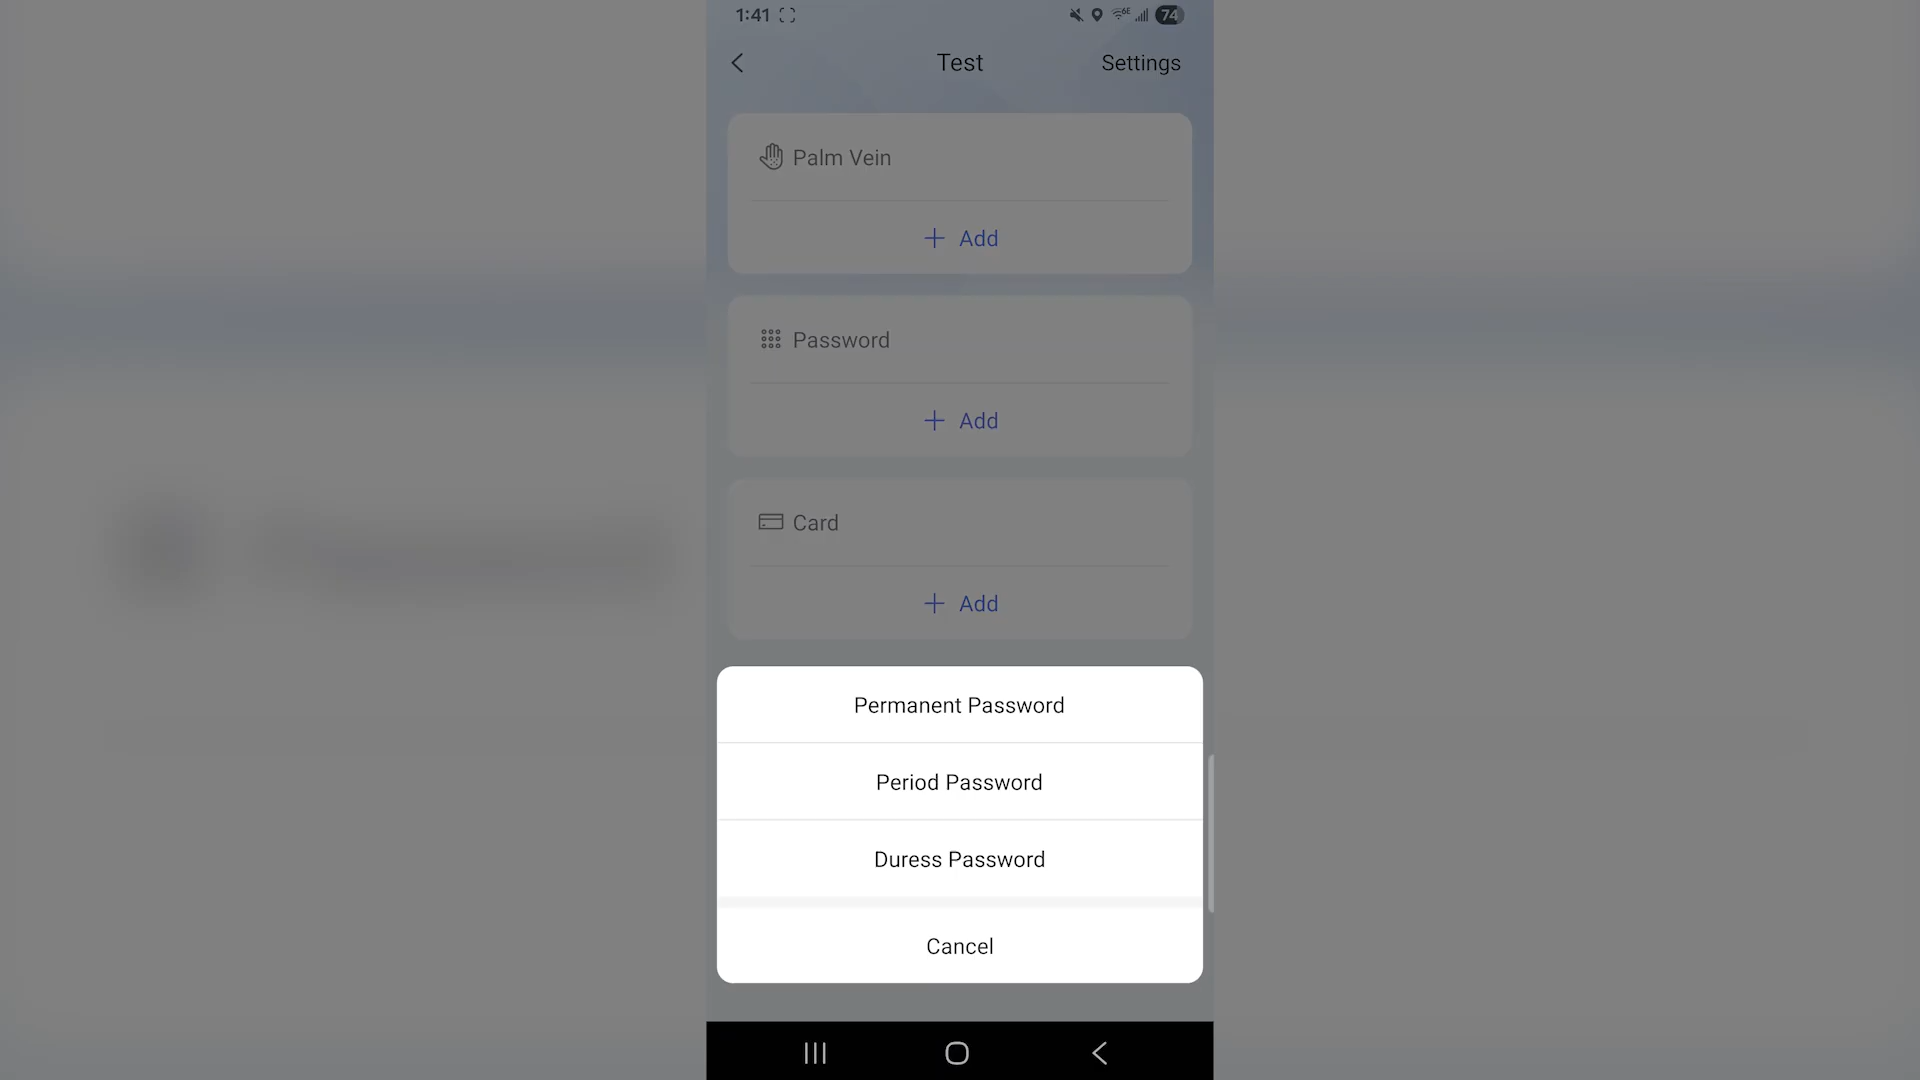 1:41
6E
74
Test
Settings
Palm Vein
+ Add
Password
+ Add
Card
+ Add
Permanent Password
Period Password
Duress Password
Cancel